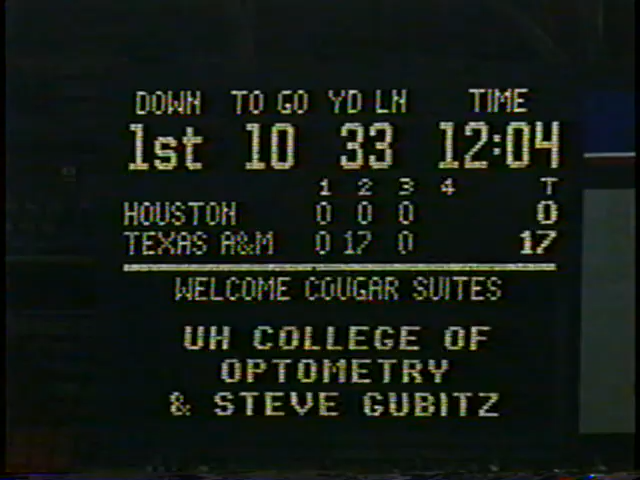 DOWN TO GO YD LN TIME
1st 10 33 12:04
1 2 3 4 T
HOUSTON 0 0 0 0
TEXAS A&M 0 17 0 17
WELCOME COUGAR SUITES
UH COLLEGE OF
OPTOMETRY
& STEVE GUBITZ